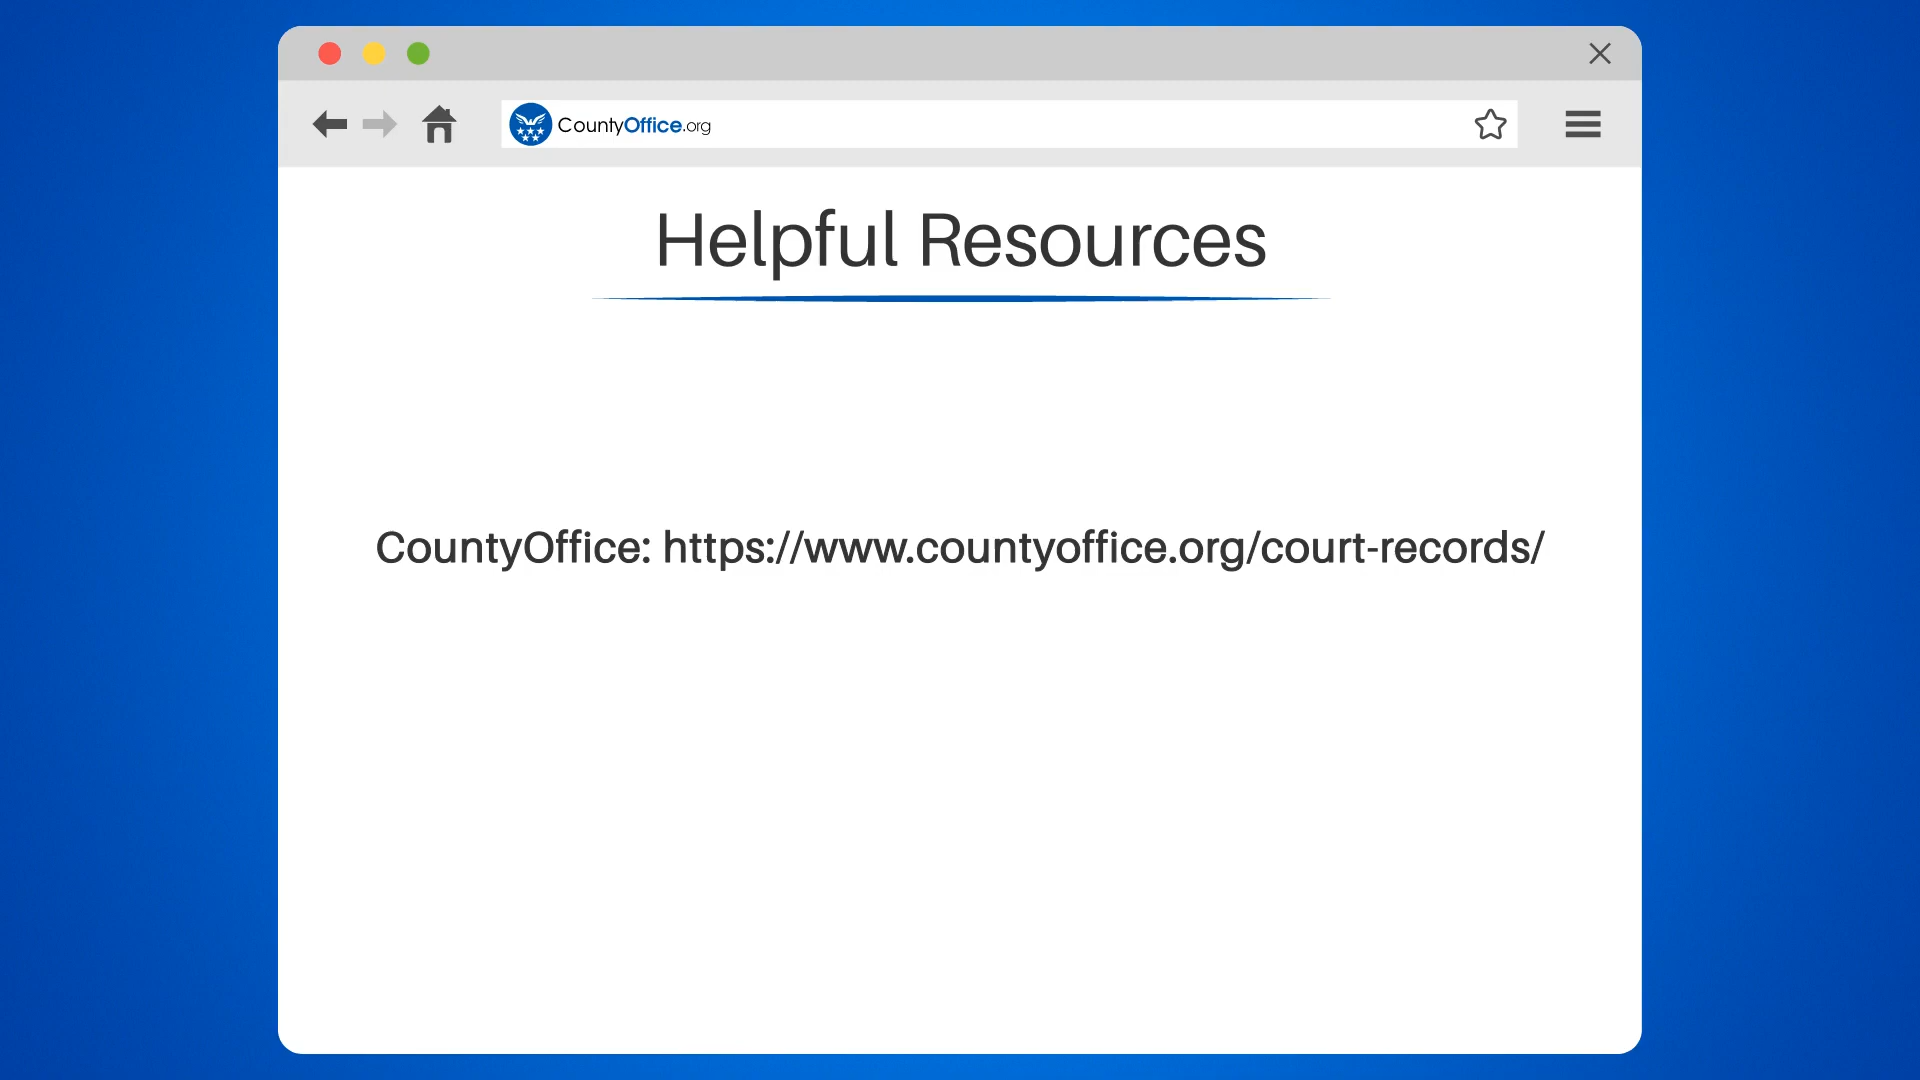 CountyOffice.org
Helpful Resources
CountyOffice: https://www.countyoffice.org/court-records/